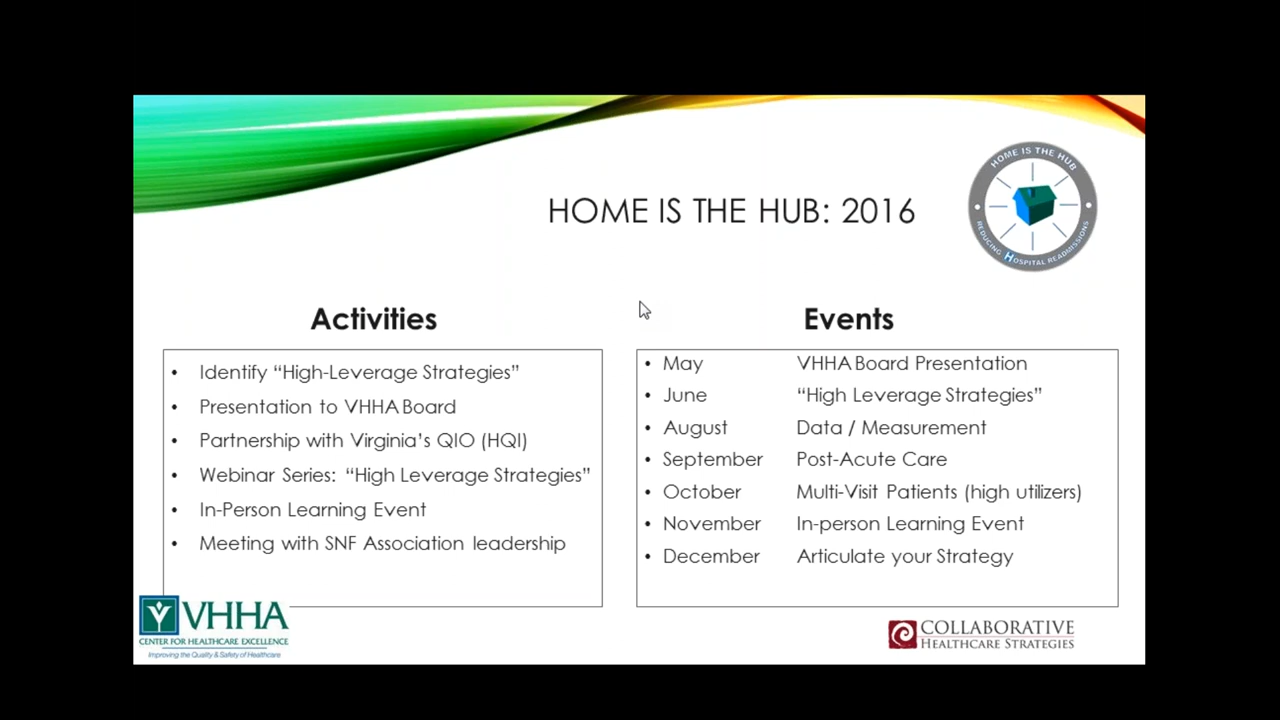 HOME IS THE HUB
REDUCING HOSPITAL READMISSIONS
HOME IS THE HUB: 2016
Activities
• Identify “High-Leverage Strategies”
• Presentation to VHHA Board
• Partnership with Virginia’s QIO (HQI)
• Webinar Series: “High Leverage Strategies”
• In-Person Learning Event
• Meeting with SNF Association leadership
Events
• May VHHA Board Presentation
• June “High Leverage Strategies”
• August Data / Measurement
• September Post-Acute Care
• October Multi-Visit Patients (high utilizers)
• November In-person Learning Event
• December Articulate your Strategy
VHHA
CENTER FOR HEALTHCARE EXCELLENCE
Improving the Quality & Safety of Healthcare
COLLABORATIVE
HEALTHCARE STRATEGIES